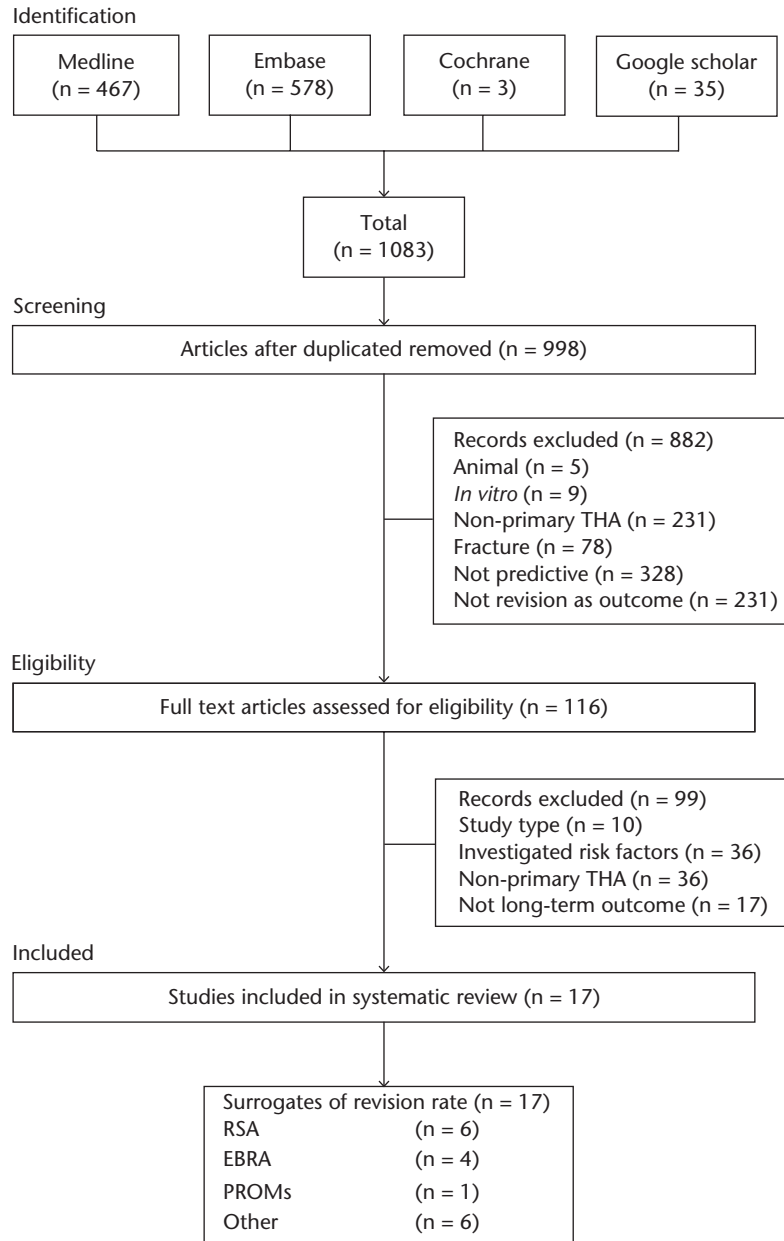 Identification
Medline
(n = 467)
Embase
(n = 578)
Cochrane
(n = 3)
Google scholar
(n = 35)
Total
(n = 1083)
Screening
Articles after duplicated removed (n = 998)
Records excluded (n = 882)
Animal (n = 5)
In vitro (n = 9)
Non-primary THA (n = 231)
Fracture (n = 78)
Not predictive (n = 328)
Not revision as outcome (n = 231)
Eligibility
Full text articles assessed for eligibility (n = 116)
Records excluded (n = 99)
Study type (n = 10)
Investigated risk factors (n = 36)
Non-primary THA (n = 36)
Not long-term outcome (n = 17)
Included
Studies included in systematic review (n = 17)
Surrogates of revision rate (n = 17)
RSA (n = 6)
EBRA (n = 4)
PROMs (n = 1)
Other (n = 6)